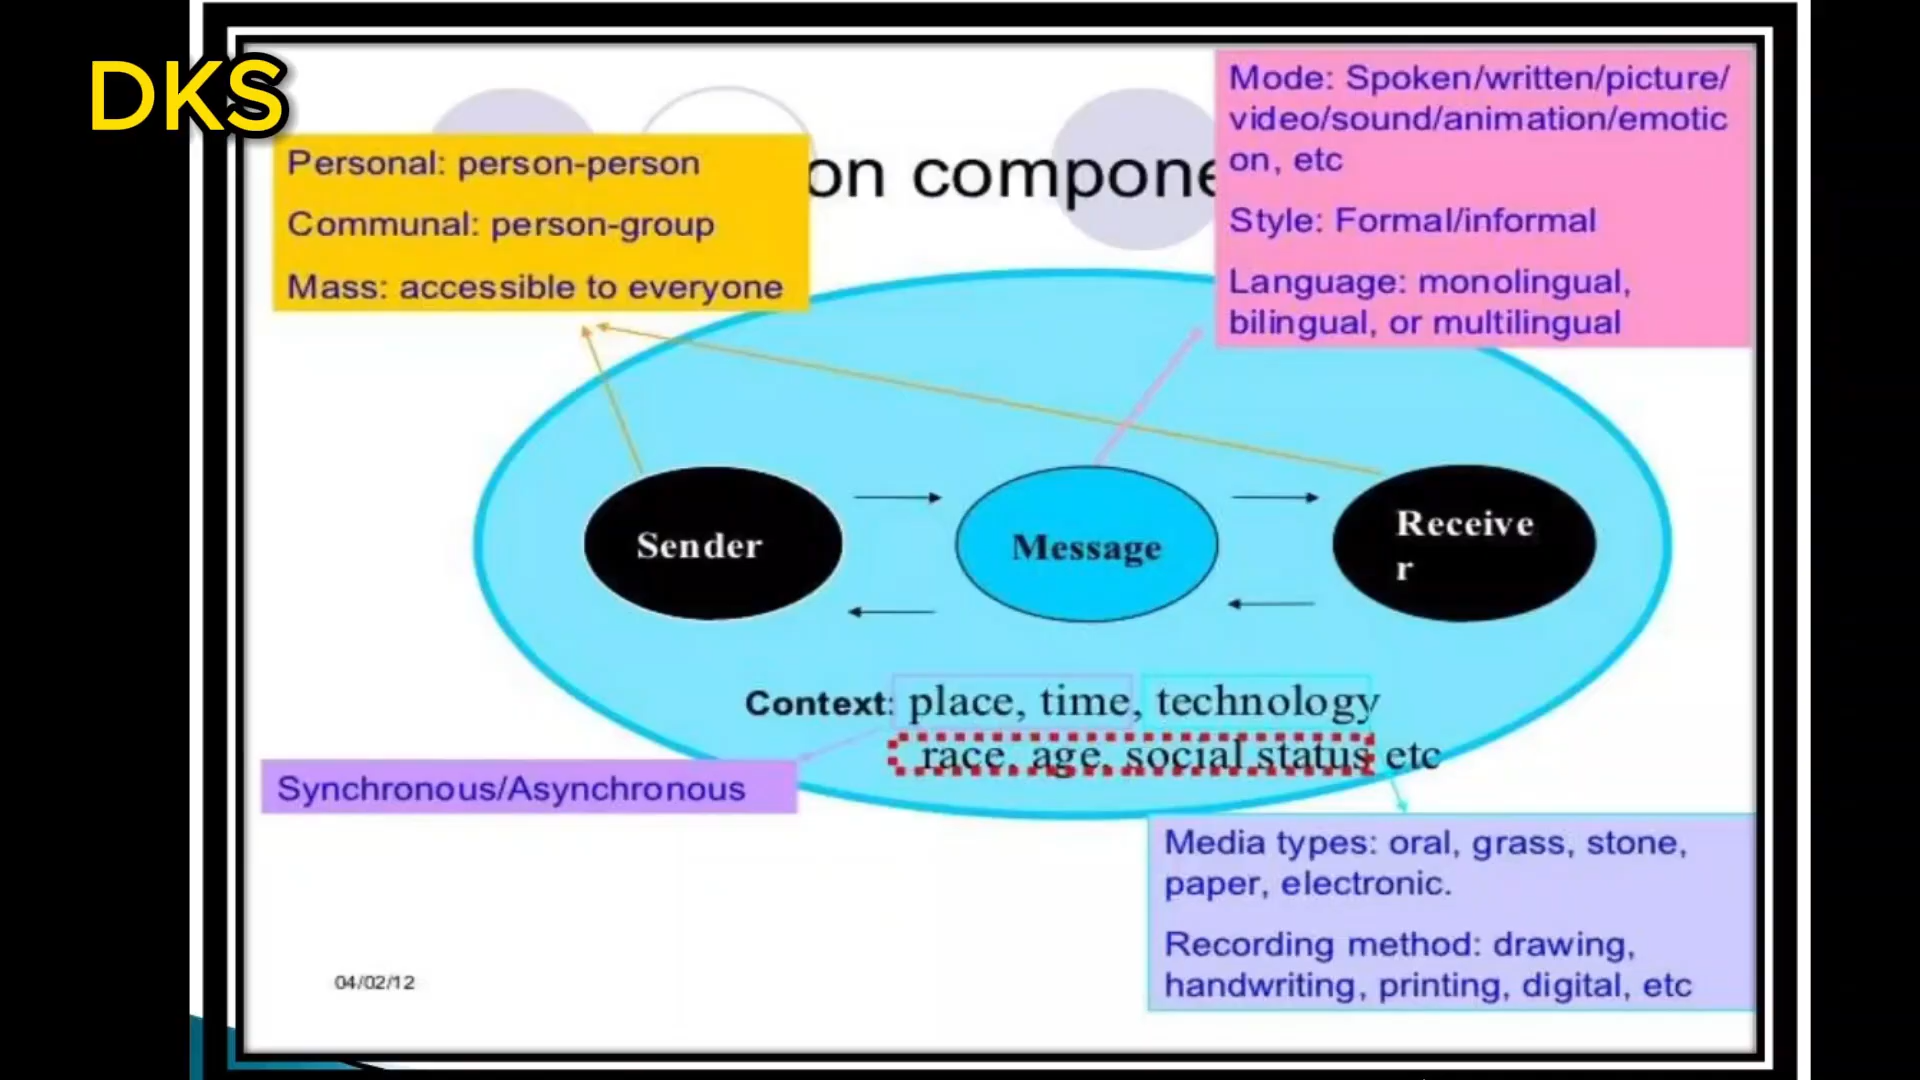 DKS
Personal: person-person
Communal: person-group
Mass: accessible to everyone
on compone
Mode: Spoken/written/picture/
video/sound/animation/emotic
on, etc
Style: Formal/informal
Language: monolingual,
bilingual, or multilingual
Sender
Message
Receive
r
Context: place, time, technology
race, age, social status etc
Synchronous/Asynchronous
Media types: oral, grass, stone,
paper, electronic.
Recording method: drawing,
handwriting, printing, digital, etc
04/02/12